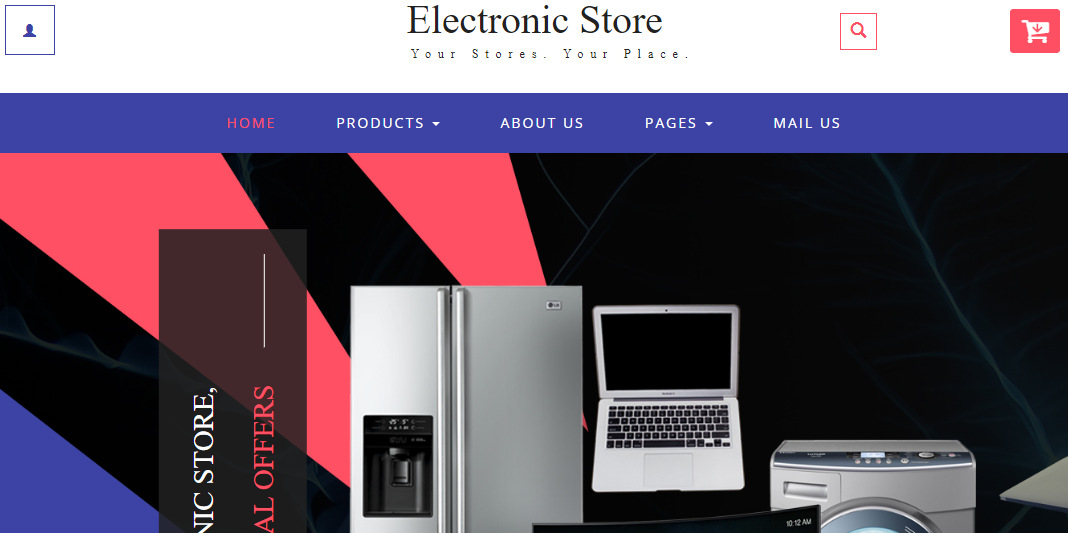 Electronic Store
Your Stores. Your Place.
HOME
PRODUCTS
ABOUT US
PAGES
MAIL US
NIC STORE,
AL OFFERS
LG
10:12 AM